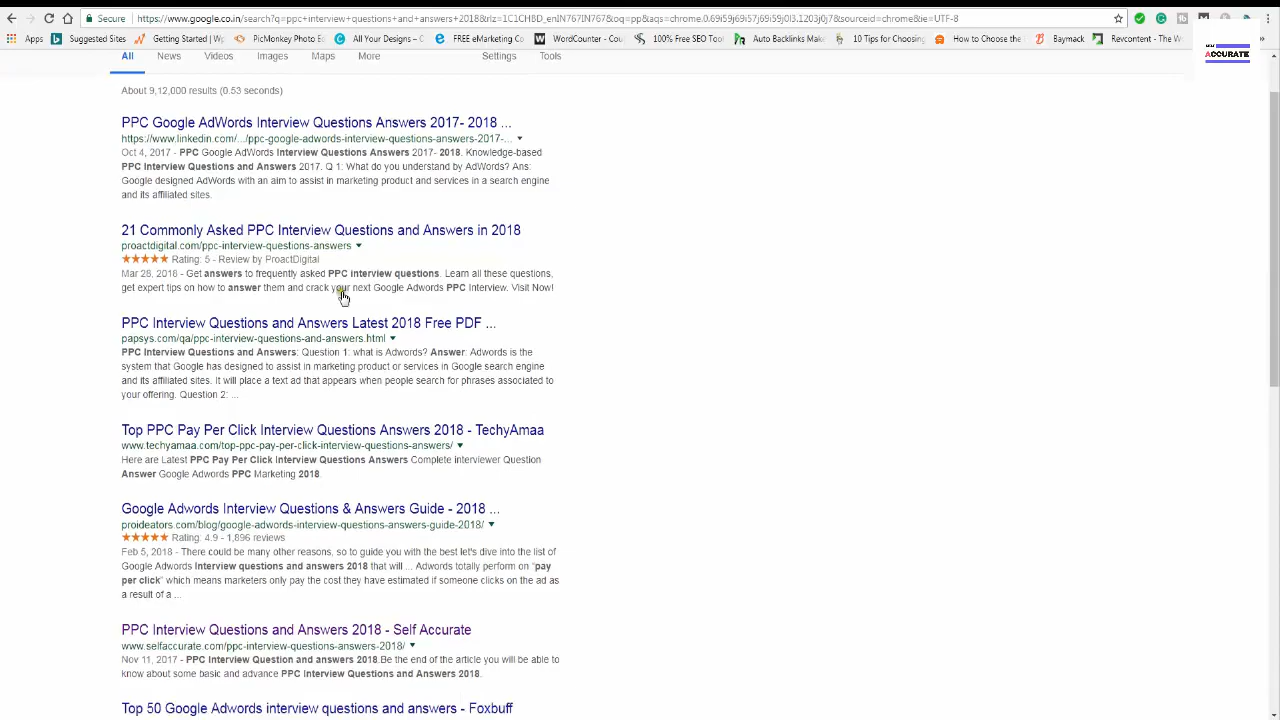 Secure https://www.google.co.in/search?q=ppc+interview+questions+and+answers+2018&rlz=1C1CHBD_enIN767IN767&oq=pp&aqs=chrome.0.69i59j69i57j69i59j0l3.1203j0j7&sourceid=chrome&ie=UTF-8
Apps Suggested Sites Getting Started | W PicMonkey Photo E All Your Designs – C FREE eMarketing Co WordCounter - Coun 100% Free SEO Tool Auto Backlinks Make 10 Tips for Choosing How to Choose the Baymack Revcontent - The W
ACCURATE
All News Videos Images Maps More Settings Tools
About 9,12,000 results (0.53 seconds)
PPC Google AdWords Interview Questions Answers 2017- 2018 ...
https://www.linkedin.com/.../ppc-google-adwords-interview-questions-answers-2017-...
Oct 4, 2017 - PPC Google AdWords Interview Questions Answers 2017- 2018. Knowledge-based
PPC Interview Questions and Answers 2017. Q 1: What do you understand by AdWords? Ans:
Google designed AdWords with an aim to assist in marketing product and services in a search engine
and its affiliated sites.
21 Commonly Asked PPC Interview Questions and Answers in 2018
proactdigital.com/ppc-interview-questions-answers
Rating: 5 - Review by ProactDigital
Mar 28, 2018 - Get answers to frequently asked PPC interview questions. Learn all these questions,
get expert tips on how to answer them and crack your next Google Adwords PPC Interview. Visit Now!
PPC Interview Questions and Answers Latest 2018 Free PDF ...
papsys.com/qa/ppc-interview-questions-and-answers.html
PPC Interview Questions and Answers: Question 1: what is Adwords? Answer: Adwords is the
system that Google has designed to assist in marketing product or services in Google search engine
and its affiliated sites. It will place a text ad that appears when people search for phrases associated to
your offering. Question 2: ...
Top PPC Pay Per Click Interview Questions Answers 2018 - TechyAmaa
www.techyamaa.com/top-ppc-pay-per-click-interview-questions-answers/
Here are Latest PPC Pay Per Click Interview Questions Answers Complete interviewer Question
Answer Google Adwords PPC Marketing 2018.
Google Adwords Interview Questions & Answers Guide - 2018 ...
proideators.com/blog/google-adwords-interview-questions-answers-guide-2018/
Rating: 4.9 - 1,896 reviews
Feb 5, 2018 - There could be many other reasons, so to guide you with the best let's dive into the list of
Google Adwords Interview questions and answers 2018 that will ... Adwords totally perform on "pay
per click" which means marketers only pay the cost they have estimated if someone clicks on the ad as
a result of a ...
PPC Interview Questions and Answers 2018 - Self Accurate
www.selfaccurate.com/ppc-interview-questions-answers-2018/
Nov 11, 2017 - PPC Interview Question and answers 2018.Be the end of the article you will be able to
know about some basic and advance PPC Interview Questions and Answers 2018.
Top 50 Google Adwords interview questions and answers - Foxbuff